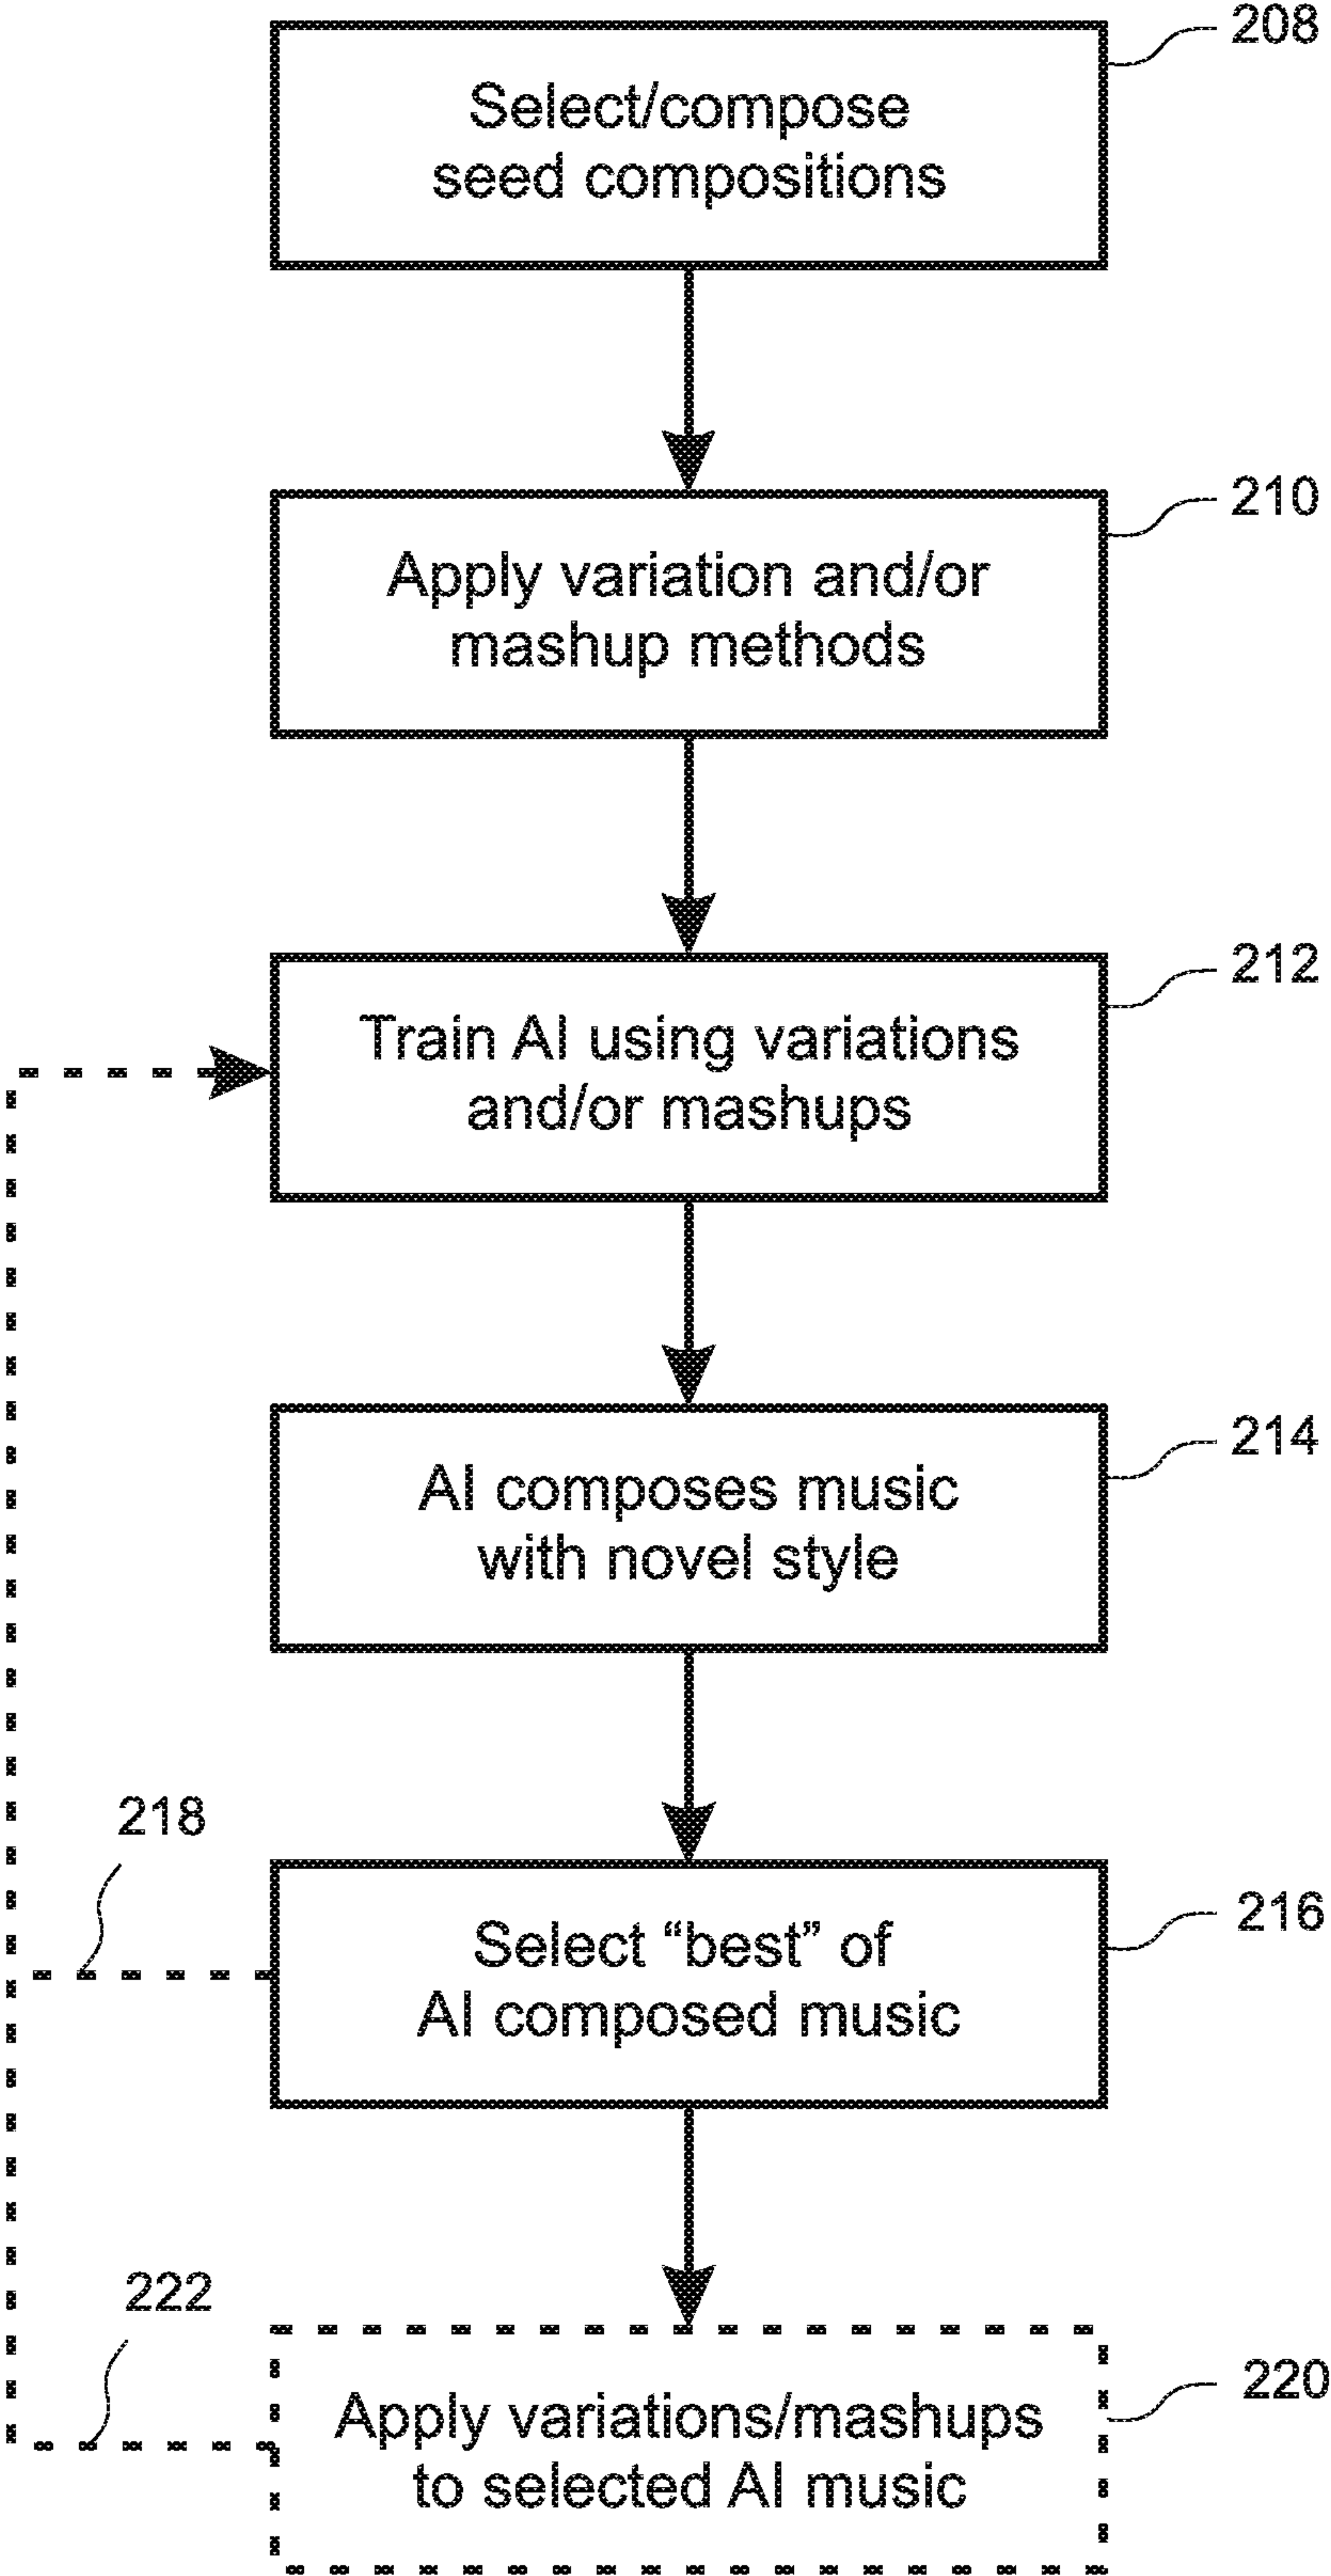 208
Select/compose
seed compositions
210
Apply variation and/or
mashup methods
212
Train AI using variations
and/or mashups
214
AI composes music
with novel style
218
216
Select “best” of
AI composed music
222
220
Apply variations/mashups
to selected AI music